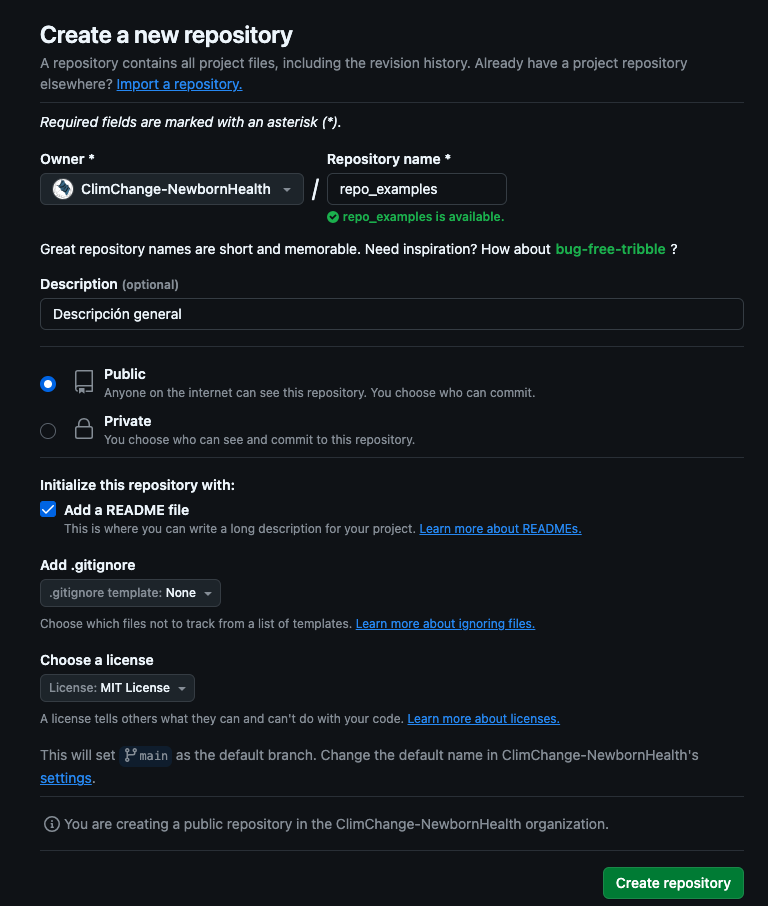 Create a new repository
A repository contains all project files, including the revision history. Already have a project repository
elsewhere? Import a repository.
Required fields are marked with an asterisk (*).
Owner * Repository name *
ClimChange-NewbornHealth / repo_examples
repo_examples is available.
Great repository names are short and memorable. Need inspiration? How about bug-free-tribble ?
Description (optional)
Descripción general
Public
Anyone on the internet can see this repository. You choose who can commit.
Private
You choose who can see and commit to this repository.
Initialize this repository with:
Add a README file
This is where you can write a long description for your project. Learn more about READMEs.
Add .gitignore
.gitignore template: None
Choose which files not to track from a list of templates. Learn more about ignoring files.
Choose a license
License: MIT License
A license tells others what they can and can't do with your code. Learn more about licenses.
This will set main as the default branch. Change the default name in ClimChange-NewbornHealth's
settings.
You are creating a public repository in the ClimChange-NewbornHealth organization.
Create repository